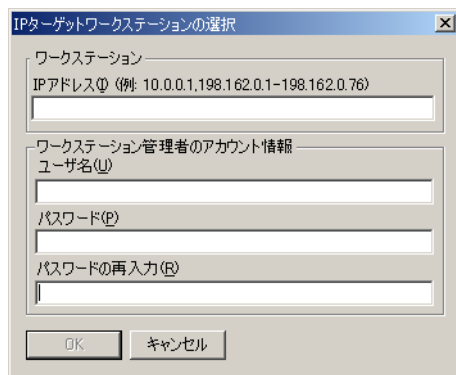 IPターゲットワークステーションの選択
ワークステーション
IPアドレス(I) (例: 10.0.0.1,198.162.0.1-198.162.0.76)
ワークステーション管理者のアカウント情報
ユーザ名(U)
パスワード(P)
パスワードの再入力(R)
OK
キャンセル